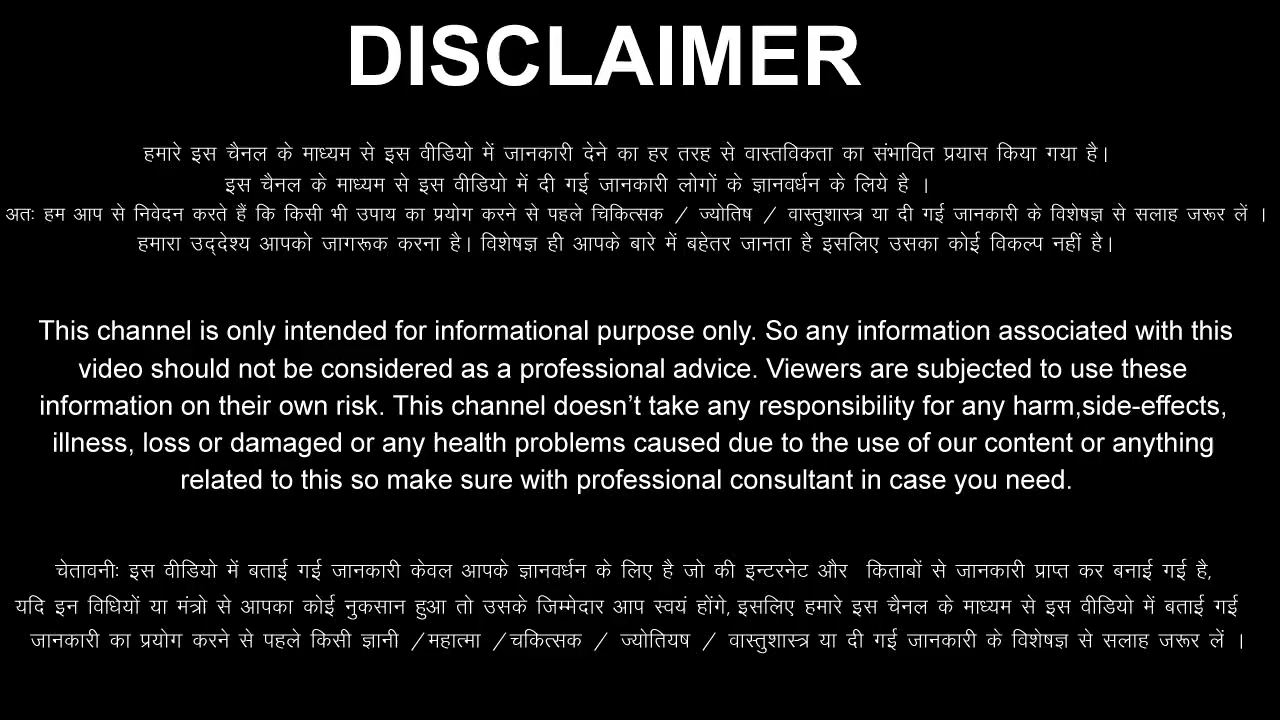 DISCLAIMER
हमारे इस चैनल के माध्यम से इस वीडियो में जानकारी देने का हर तरह से वास्तविकता का संभावित प्रयास किया गया है।
इस चैनल के माध्यम से इस वीडियो में दी गई जानकारी लोगों के ज्ञानवर्धन के लिये है ।
अतः हम आप से निवेदन करते हैं कि किसी भी उपाय का प्रयोग करने से पहले चिकित्सक / ज्योतिष / वास्तुशास्त्र या दी गई जानकारी के विशेषज्ञ से सलाह जरूर लें ।
हमारा उद्देश्य आपको जागरूक करना है। विशेषज्ञ ही आपके बारे में बहेतर जानता है इसलिए उसका कोई विकल्प नहीं है।
This channel is only intended for informational purpose only. So any information associated with this
video should not be considered as a professional advice. Viewers are subjected to use these
information on their own risk. This channel doesn’t take any responsibility for any harm,side-effects,
illness, loss or damaged or any health problems caused due to the use of our content or anything
related to this so make sure with professional consultant in case you need.
चेतावनीः इस वीडियो में बताई गई जानकारी केवल आपके ज्ञानवर्धन के लिए है जो की इन्टरनेट और किताबों से जानकारी प्राप्त कर बनाई गई है,
यदि इन विधियों या मंत्रो से आपका कोई नुकसान हुआ तो उसके जिम्मेदार आप स्वयं होंगे, इसलिए हमारे इस चैनल के माध्यम से इस वीडियो में बताई गई
जानकारी का प्रयोग करने से पहले किसी ज्ञानी /महात्मा /चकित्सक / ज्योतियष / वास्तुशास्त्र या दी गई जानकारी के विशेषज्ञ से सलाह जरूर लें ।